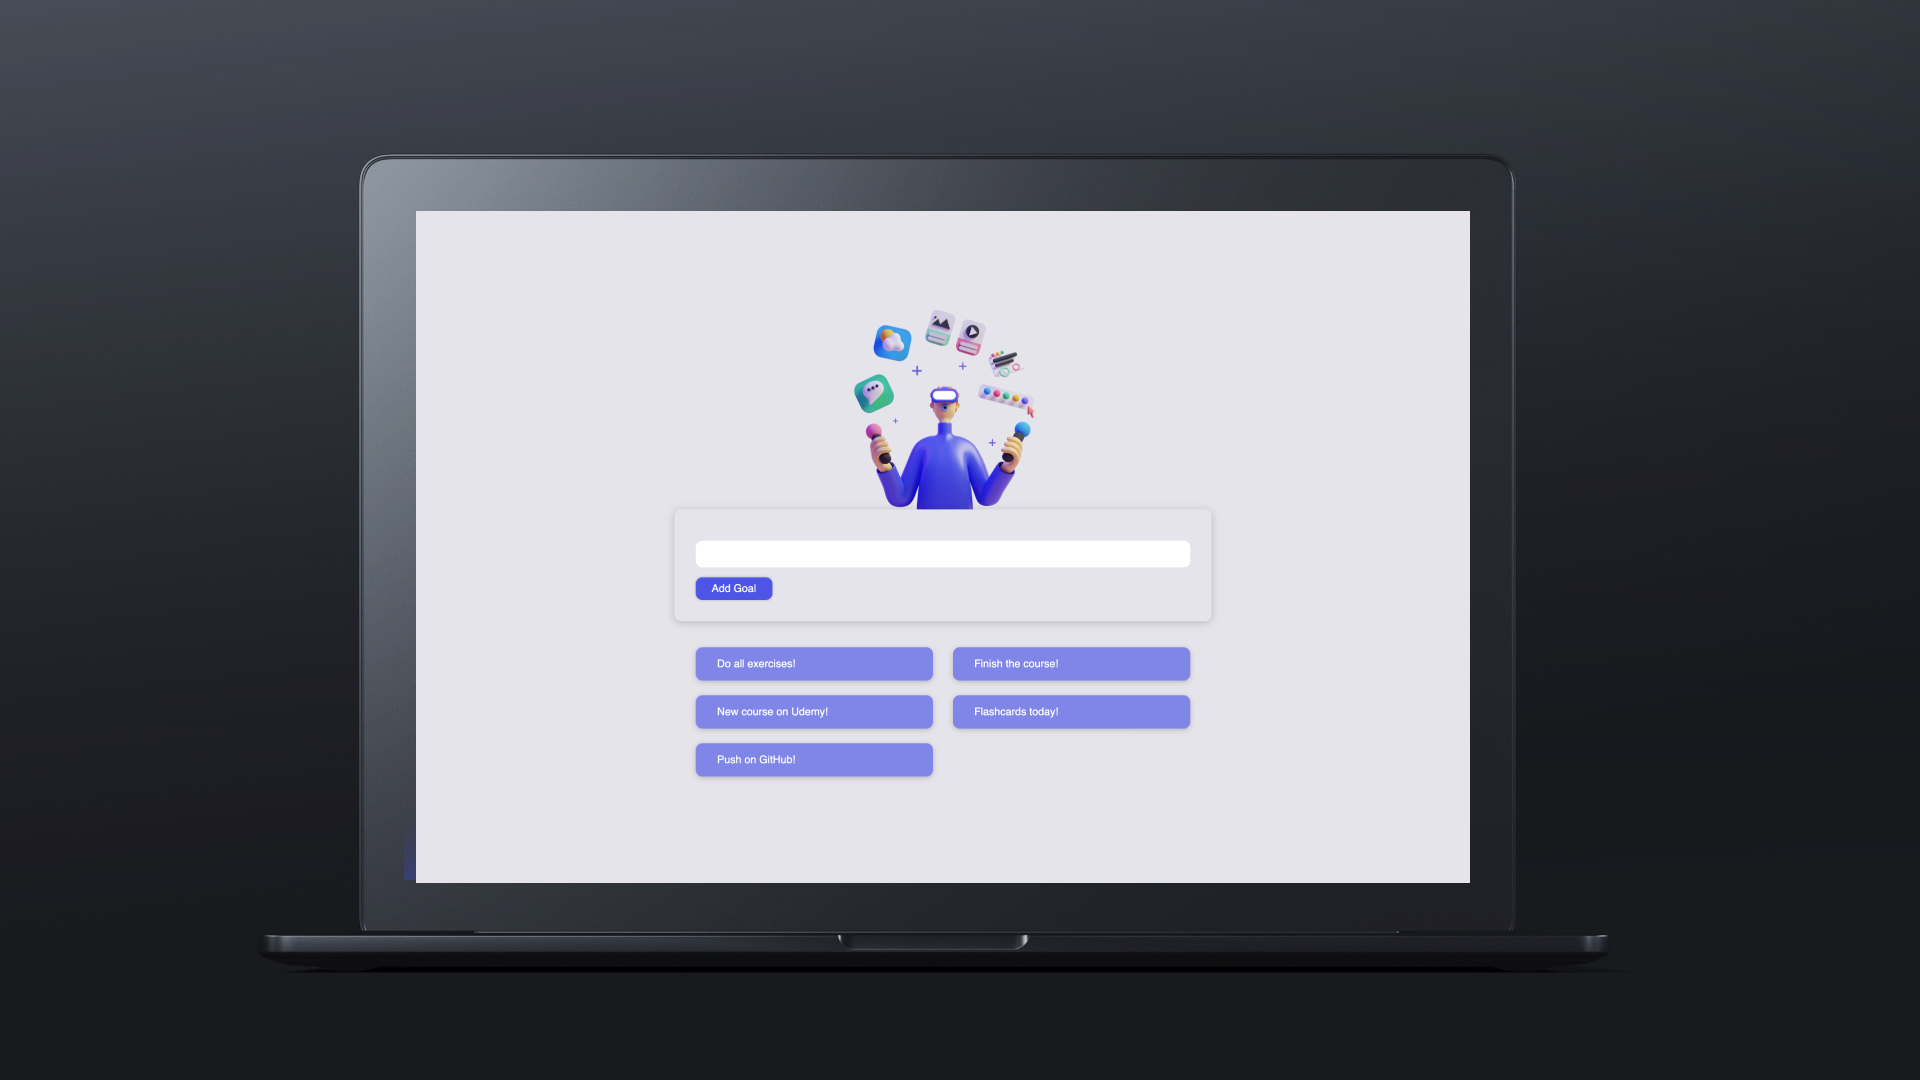 Add Goal
Do all exercises!
Finish the course!
New course on Udemy!
Flashcards today!
Push on GitHub!